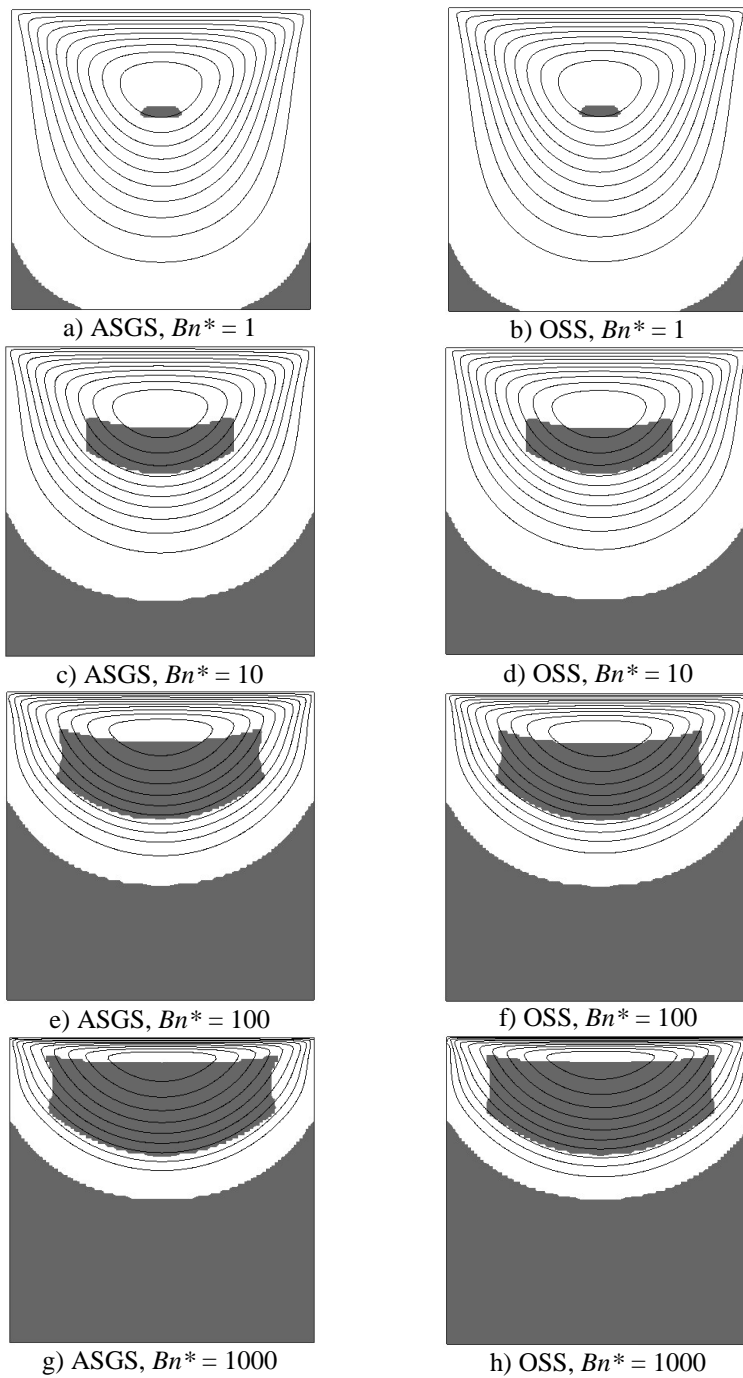 a) ASGS, Bn* = 1
b) OSS, Bn* = 1
c) ASGS, Bn* = 10
d) OSS, Bn* = 10
e) ASGS, Bn* = 100
f) OSS, Bn* = 100
g) ASGS, Bn* = 1000
h) OSS, Bn* = 1000